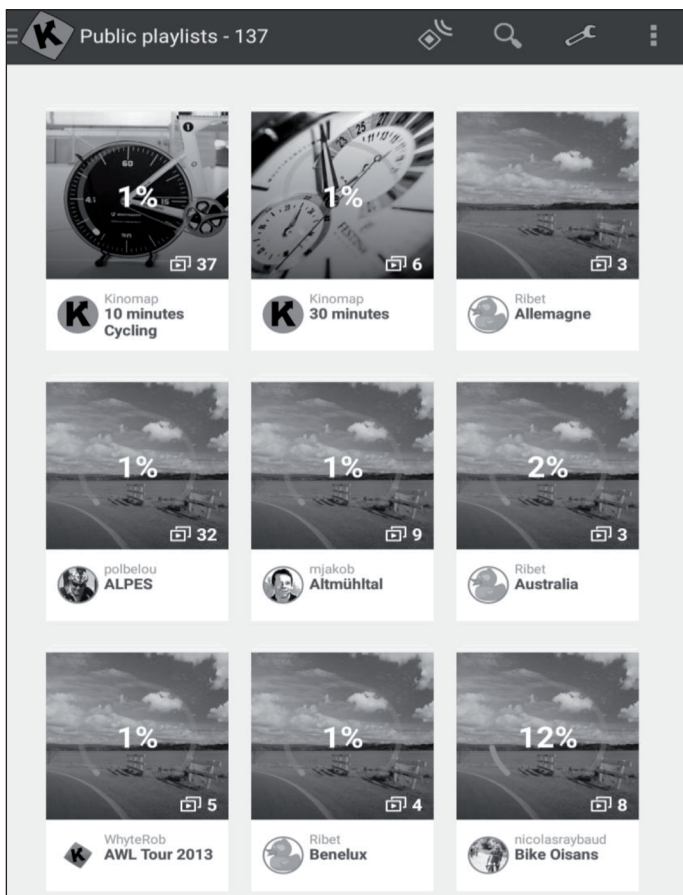 K Public playlists - 137
1%
37
K Kinomap
10 minutes
Cycling
1%
6
K Kinomap
30 minutes
3
Ribet
Allemagne
1%
32
polbelou
ALPES
1%
9
mjakob
Altmühltal
2%
3
Ribet
Australia
1%
5
K WhyteRob
AWL Tour 2013
1%
4
Ribet
Benelux
12%
8
nicolasraybaud
Bike Oisans